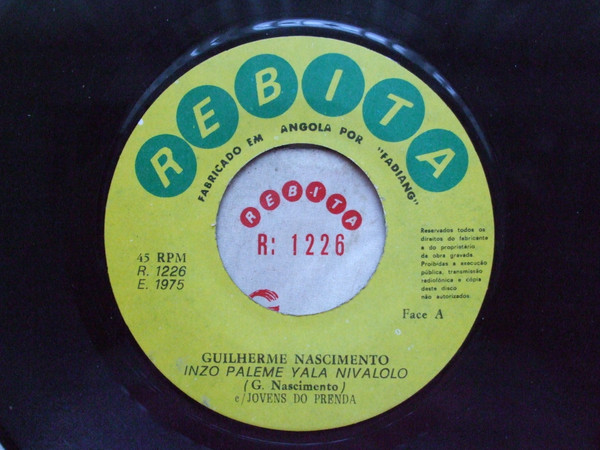 REBITA
FABRICADO EM ANGOLA POR "FADIANG"
REBITA
R: 1226
45 RPM
R. 1226
E. 1975
Reservados todos os
direitos do fabricante
e do proprietário
da obra gravada.
Proibidas a execução
pública, transmissão
radiofónica e cópia
deste disco
não autorizados.
Face A
GUILHERME NASCIMENTO
INZO PALEME YALA NIVALOLO
(G. Nascimento)
c/JOVENS DO PRENDA